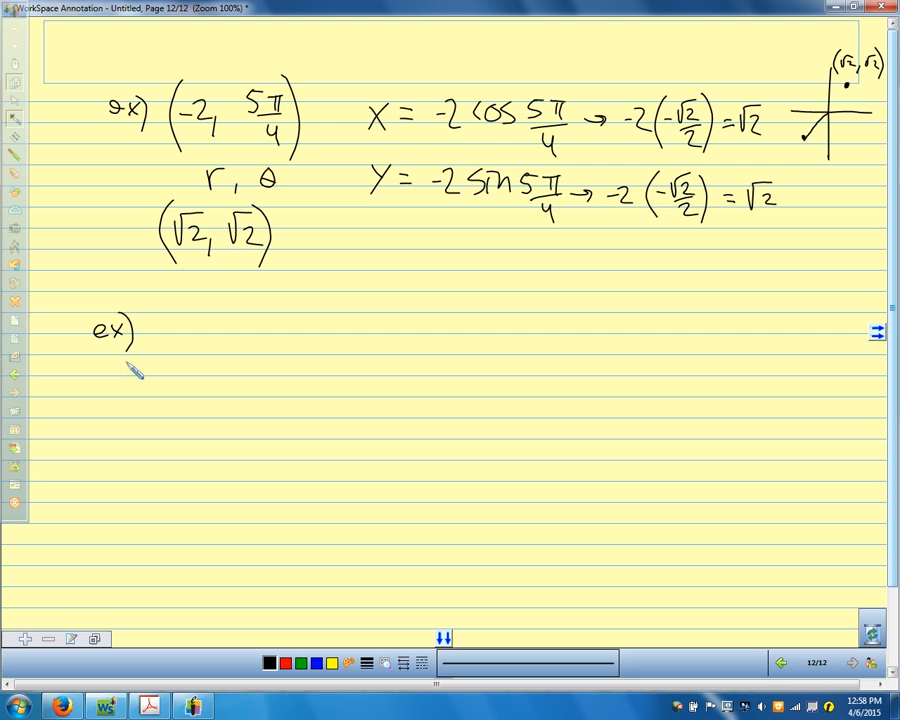 WorkSpace Annotation - Untitled, Page 12/12 (Zoom 100%) *
(√2, √2)
ex) (-2, 5π/4) x = -2 cos 5π/4 → -2(-√2/2) = √2
r, θ y = -2 sin 5π/4 → -2(-√2/2) = √2
(√2, √2)
ex)
12/12
12:58 PM
4/6/2015